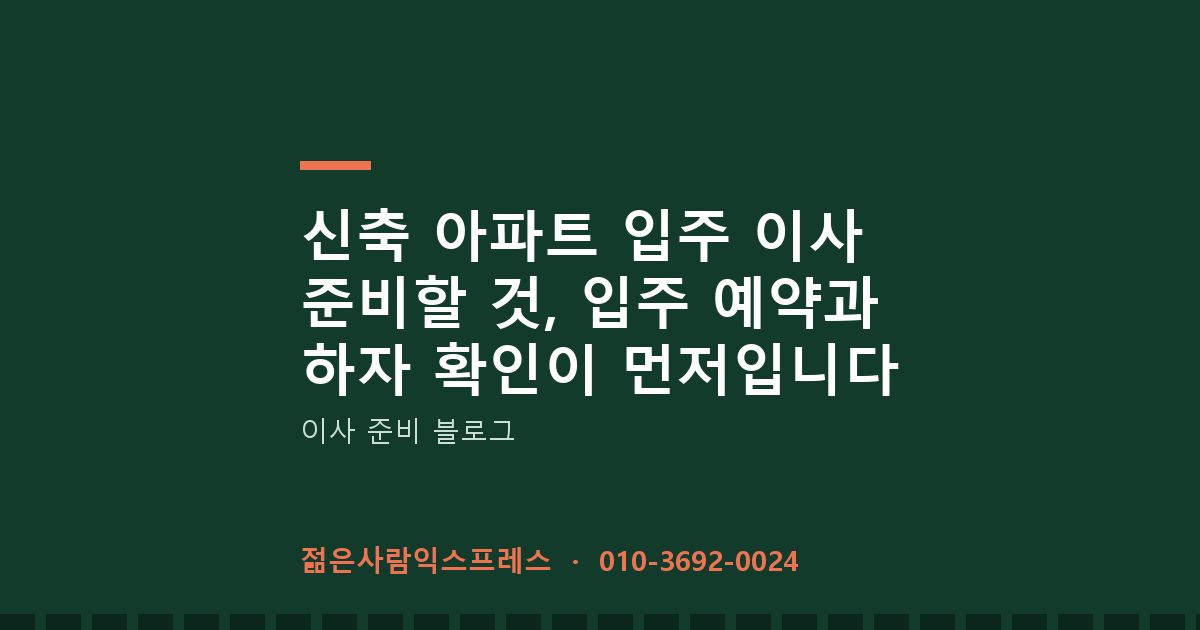 신축 아파트 입주 이사
준비할 것, 입주 예약과
하자 확인이 먼저입니다
이사 준비 블로그
젊은사람익스프레스 · 010-3692-0024